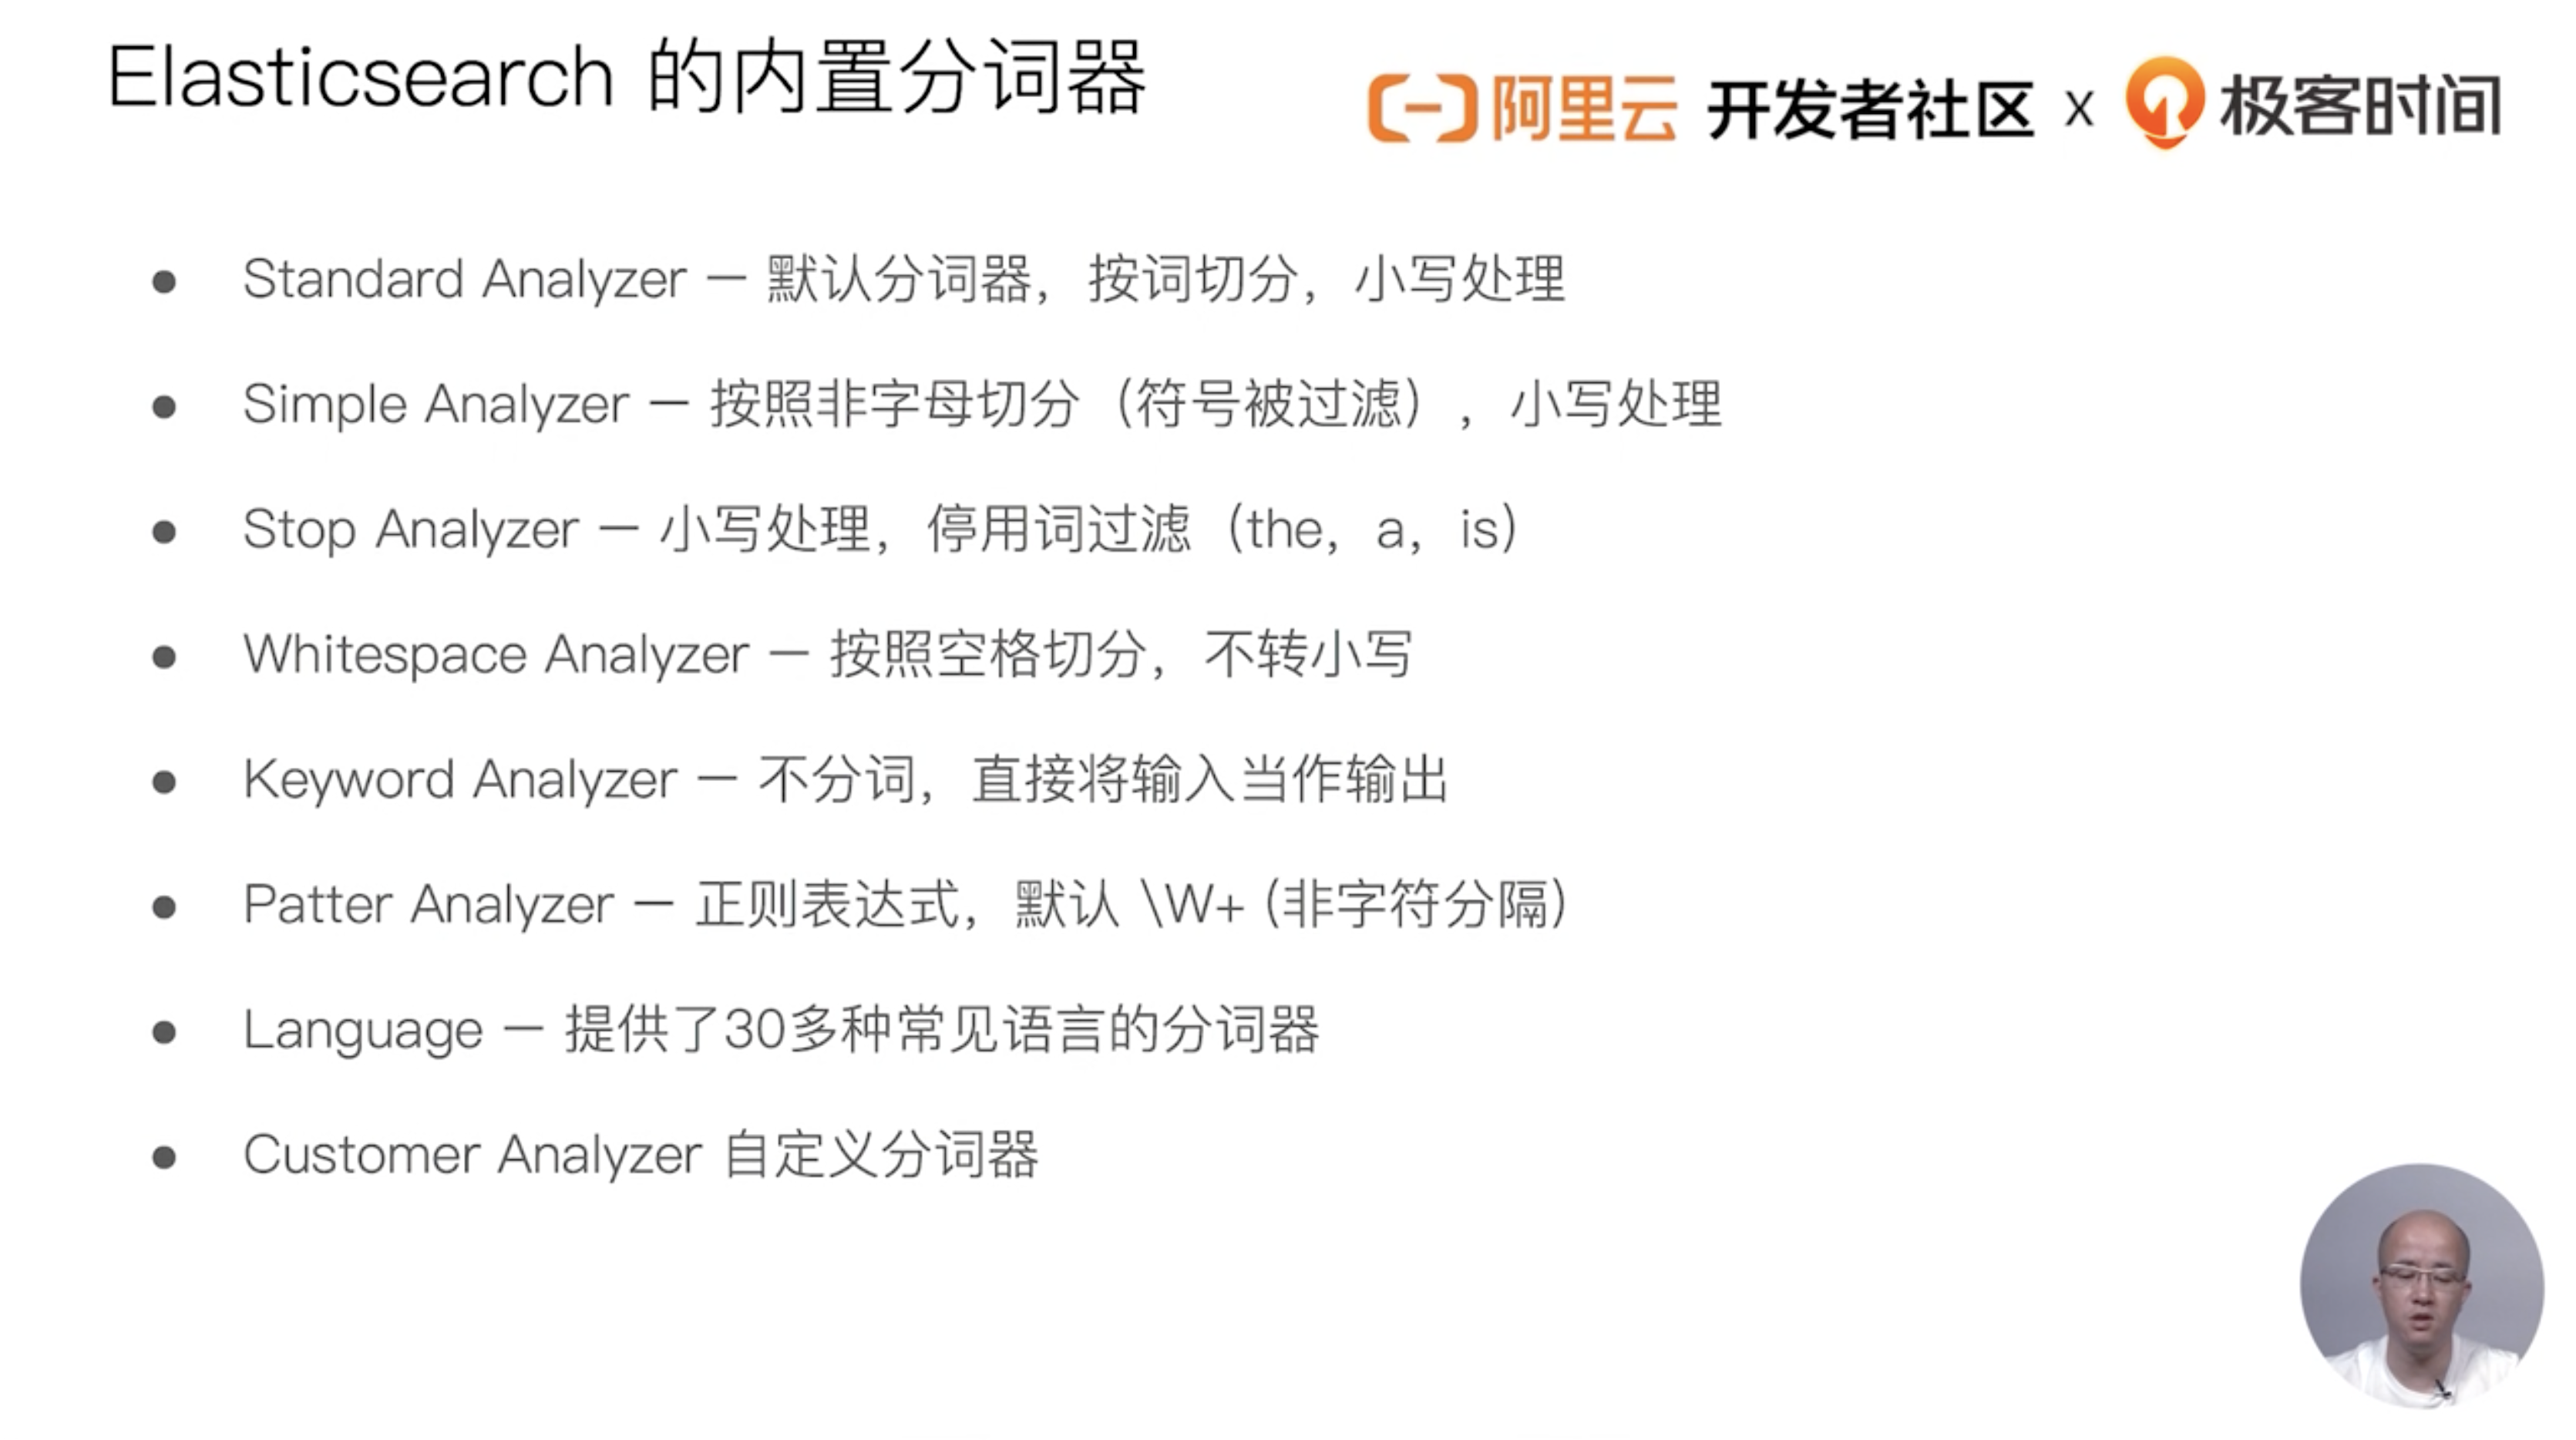 Elasticsearch 的内置分词器
阿里云 开发者社区 x 极客时间
Standard Analyzer — 默认分词器，按词切分，小写处理
Simple Analyzer — 按照非字母切分（符号被过滤），小写处理
Stop Analyzer — 小写处理，停用词过滤（the，a，is）
Whitespace Analyzer — 按照空格切分，不转小写
Keyword Analyzer — 不分词，直接将输入当作输出
Patter Analyzer — 正则表达式，默认 \W+ (非字符分隔)
Language — 提供了30多种常见语言的分词器
Customer Analyzer 自定义分词器